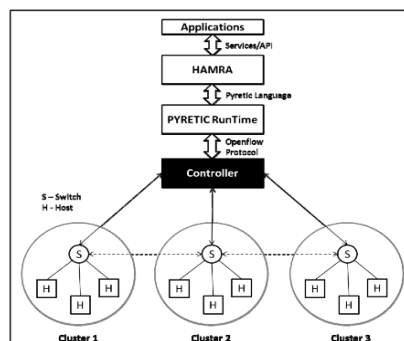 Applications
Services/API
HAMRA
Pyretic Language
PYRETIC RunTime
Openflow
Protocol
Controller
S – Switch
H - Host
S S S
H H H H H H
H H H
Cluster 1 Cluster 2 Cluster 3